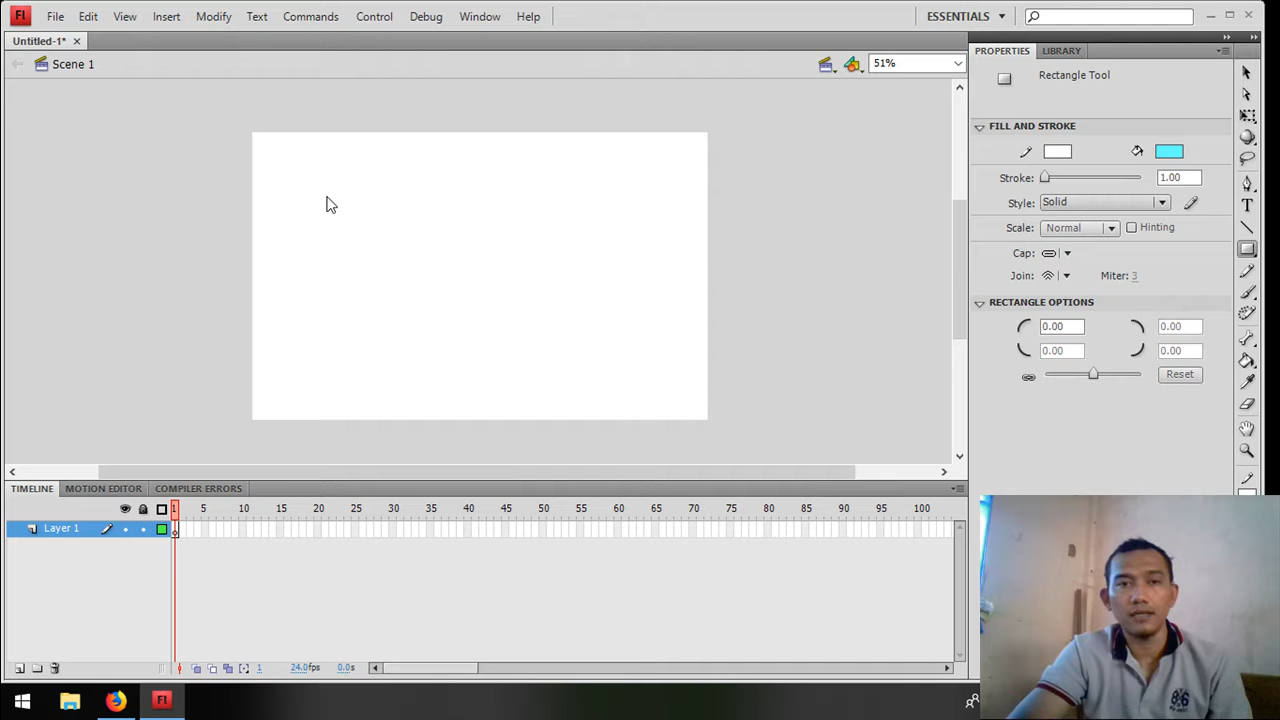 Fl File Edit View Insert Modify Text Commands Control Debug Window Help ESSENTIALS
Untitled-1*
Scene 1 51%
PROPERTIES LIBRARY
Rectangle Tool
FILL AND STROKE
Stroke: 1.00
Style: Solid
Scale: Normal Hinting
Cap:
Join: Miter: 3
RECTANGLE OPTIONS
0.00 0.00
0.00 0.00
Reset
TIMELINE MOTION EDITOR COMPILER ERRORS
1 5 10 15 20 25 30 35 40 45 50 55 60 65 70 75 80 85 90 95 100
Layer 1
1 24.0fps 0.0s
Fl
86